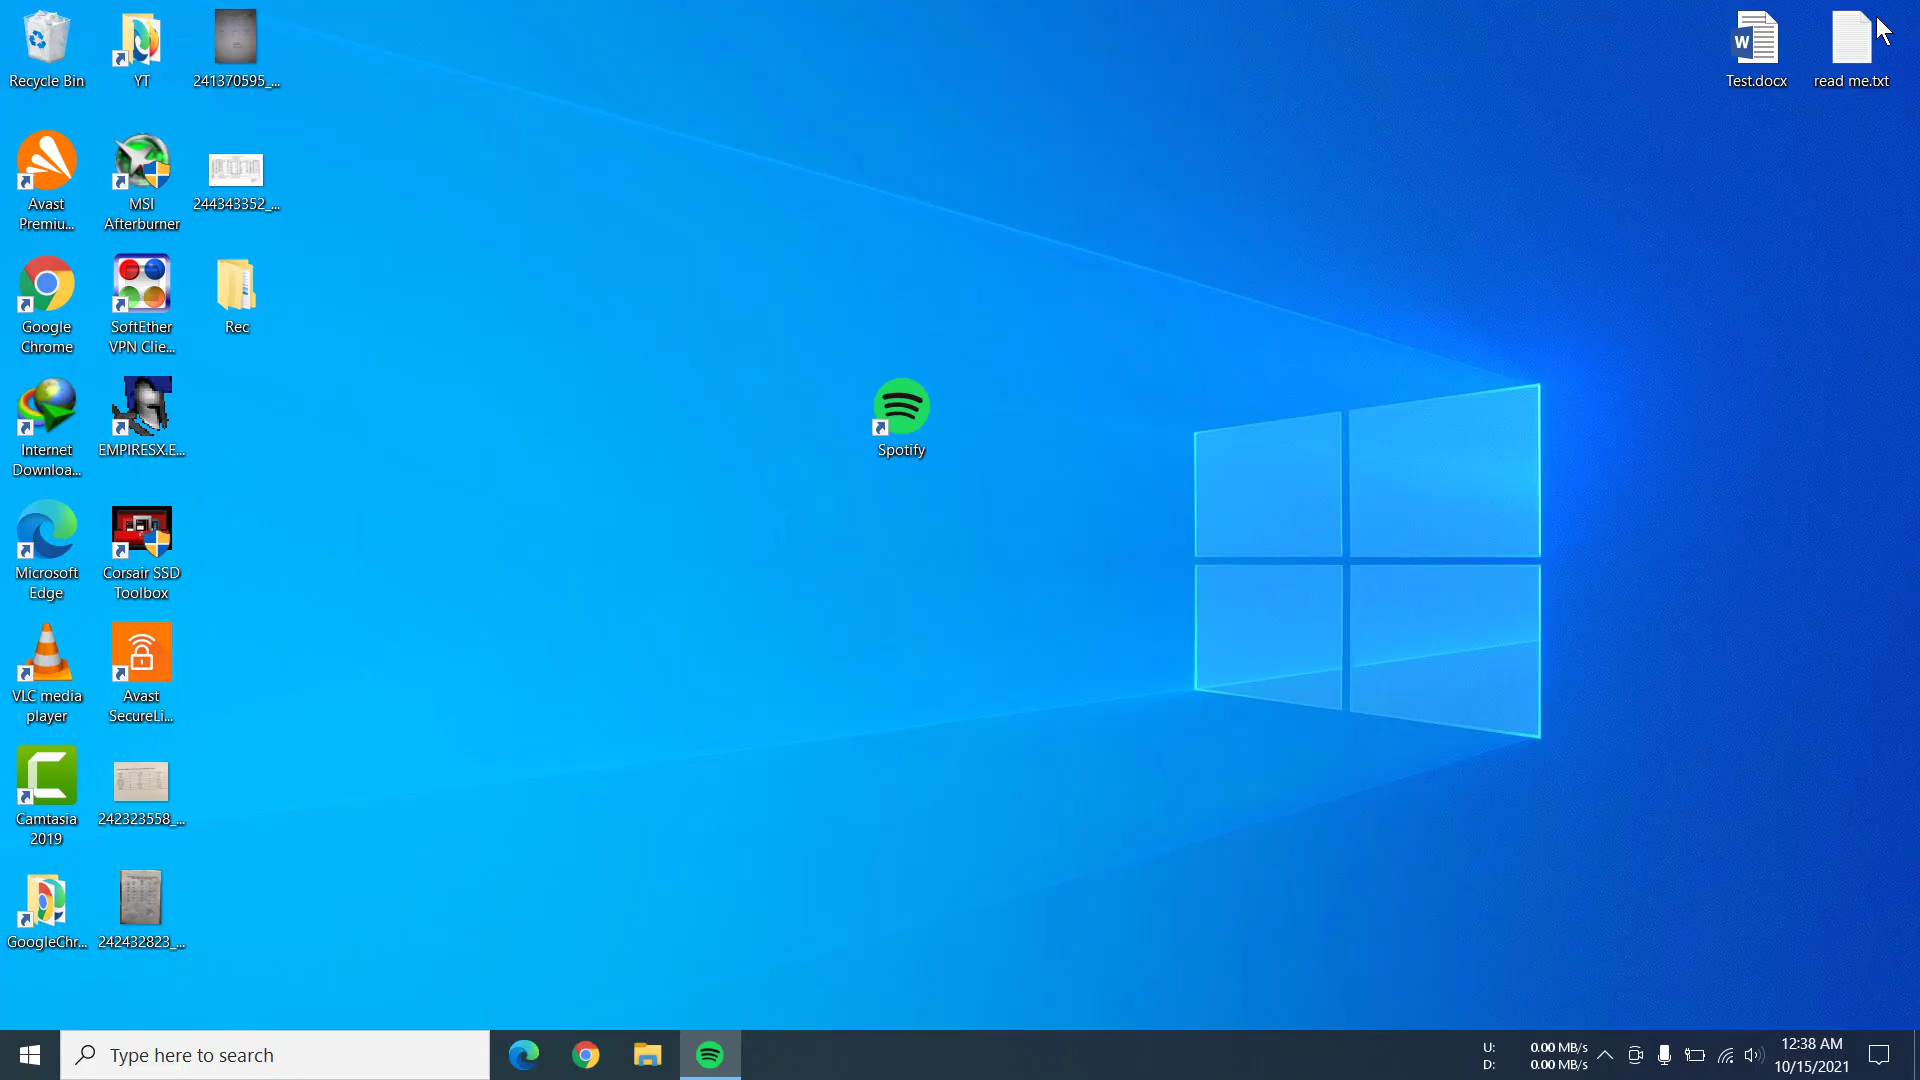 Recycle Bin
YT
241370595_...
Test.docx
read me.txt
Avast
Premiu...
MSI
Afterburner
244343352_...
Google
Chrome
SoftEther
VPN Clie...
Rec
Internet
Downloa...
EMPIRESX.E...
Spotify
Microsoft
Edge
Corsair SSD
Toolbox
VLC media
player
Avast
SecureLi...
Camtasia
2019
242323558_...
GoogleChr...
242432823_...
Type here to search
U: 0.00 MB/s
D: 0.00 MB/s
12:38 AM
10/15/2021